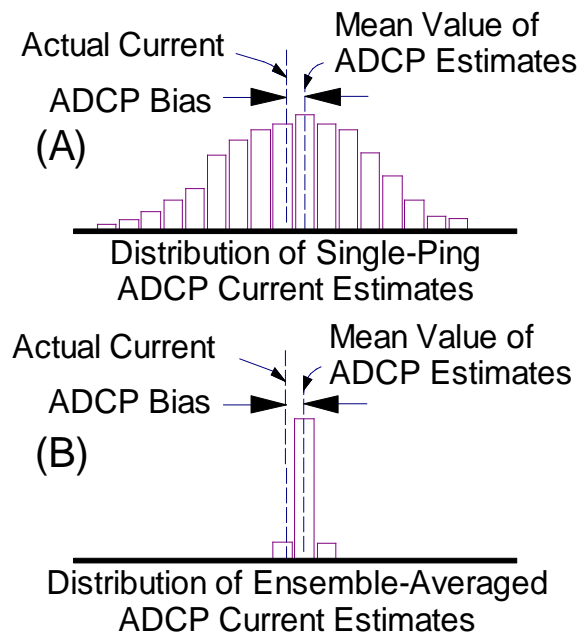 Actual Current
Mean Value of
ADCP Estimates
ADCP Bias
(A)
Distribution of Single-Ping
ADCP Current Estimates
Actual Current
Mean Value of
ADCP Estimates
ADCP Bias
(B)
Distribution of Ensemble-Averaged
ADCP Current Estimates